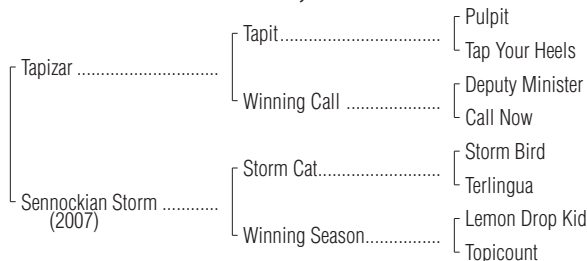 Pulpit
Tapit
Tap Your Heels
Tapizar
Deputy Minister
Winning Call
Call Now
Storm Bird
Storm Cat
Terlingua
Sennockian Storm
(2007)
Lemon Drop Kid
Winning Season
Topicount